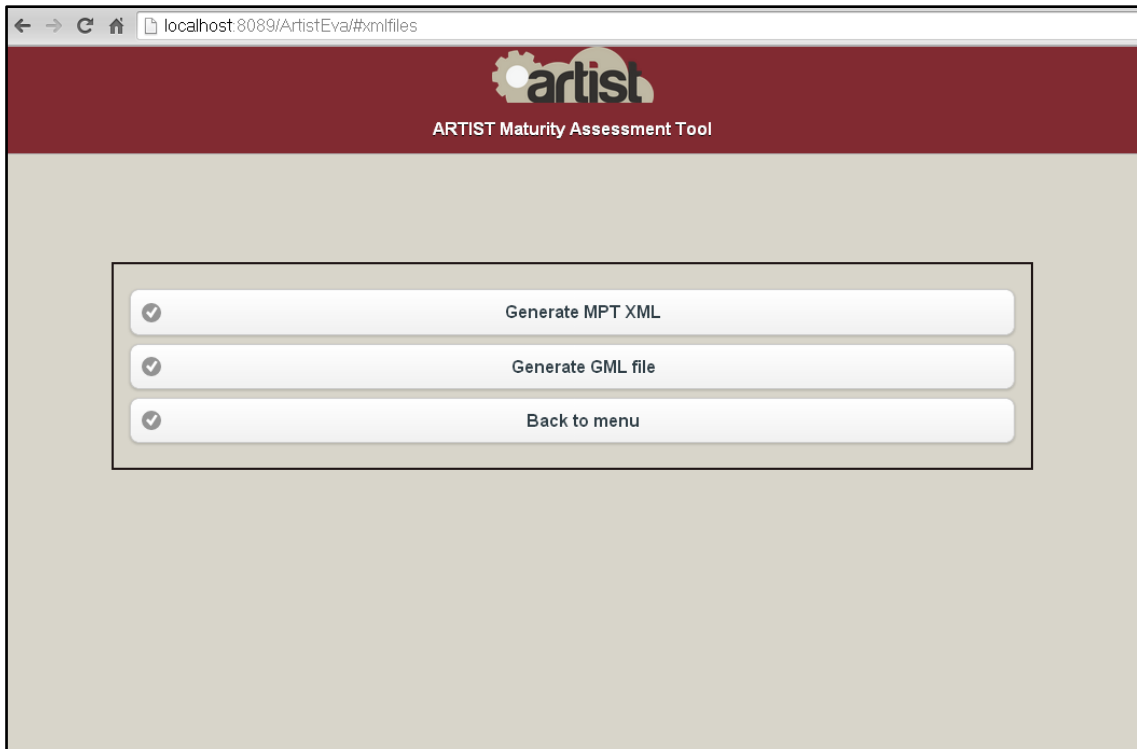 localhost:8089/ArtistEva/#xmlfiles
artist
ARTIST Maturity Assessment Tool
Generate MPT XML
Generate GML file
Back to menu